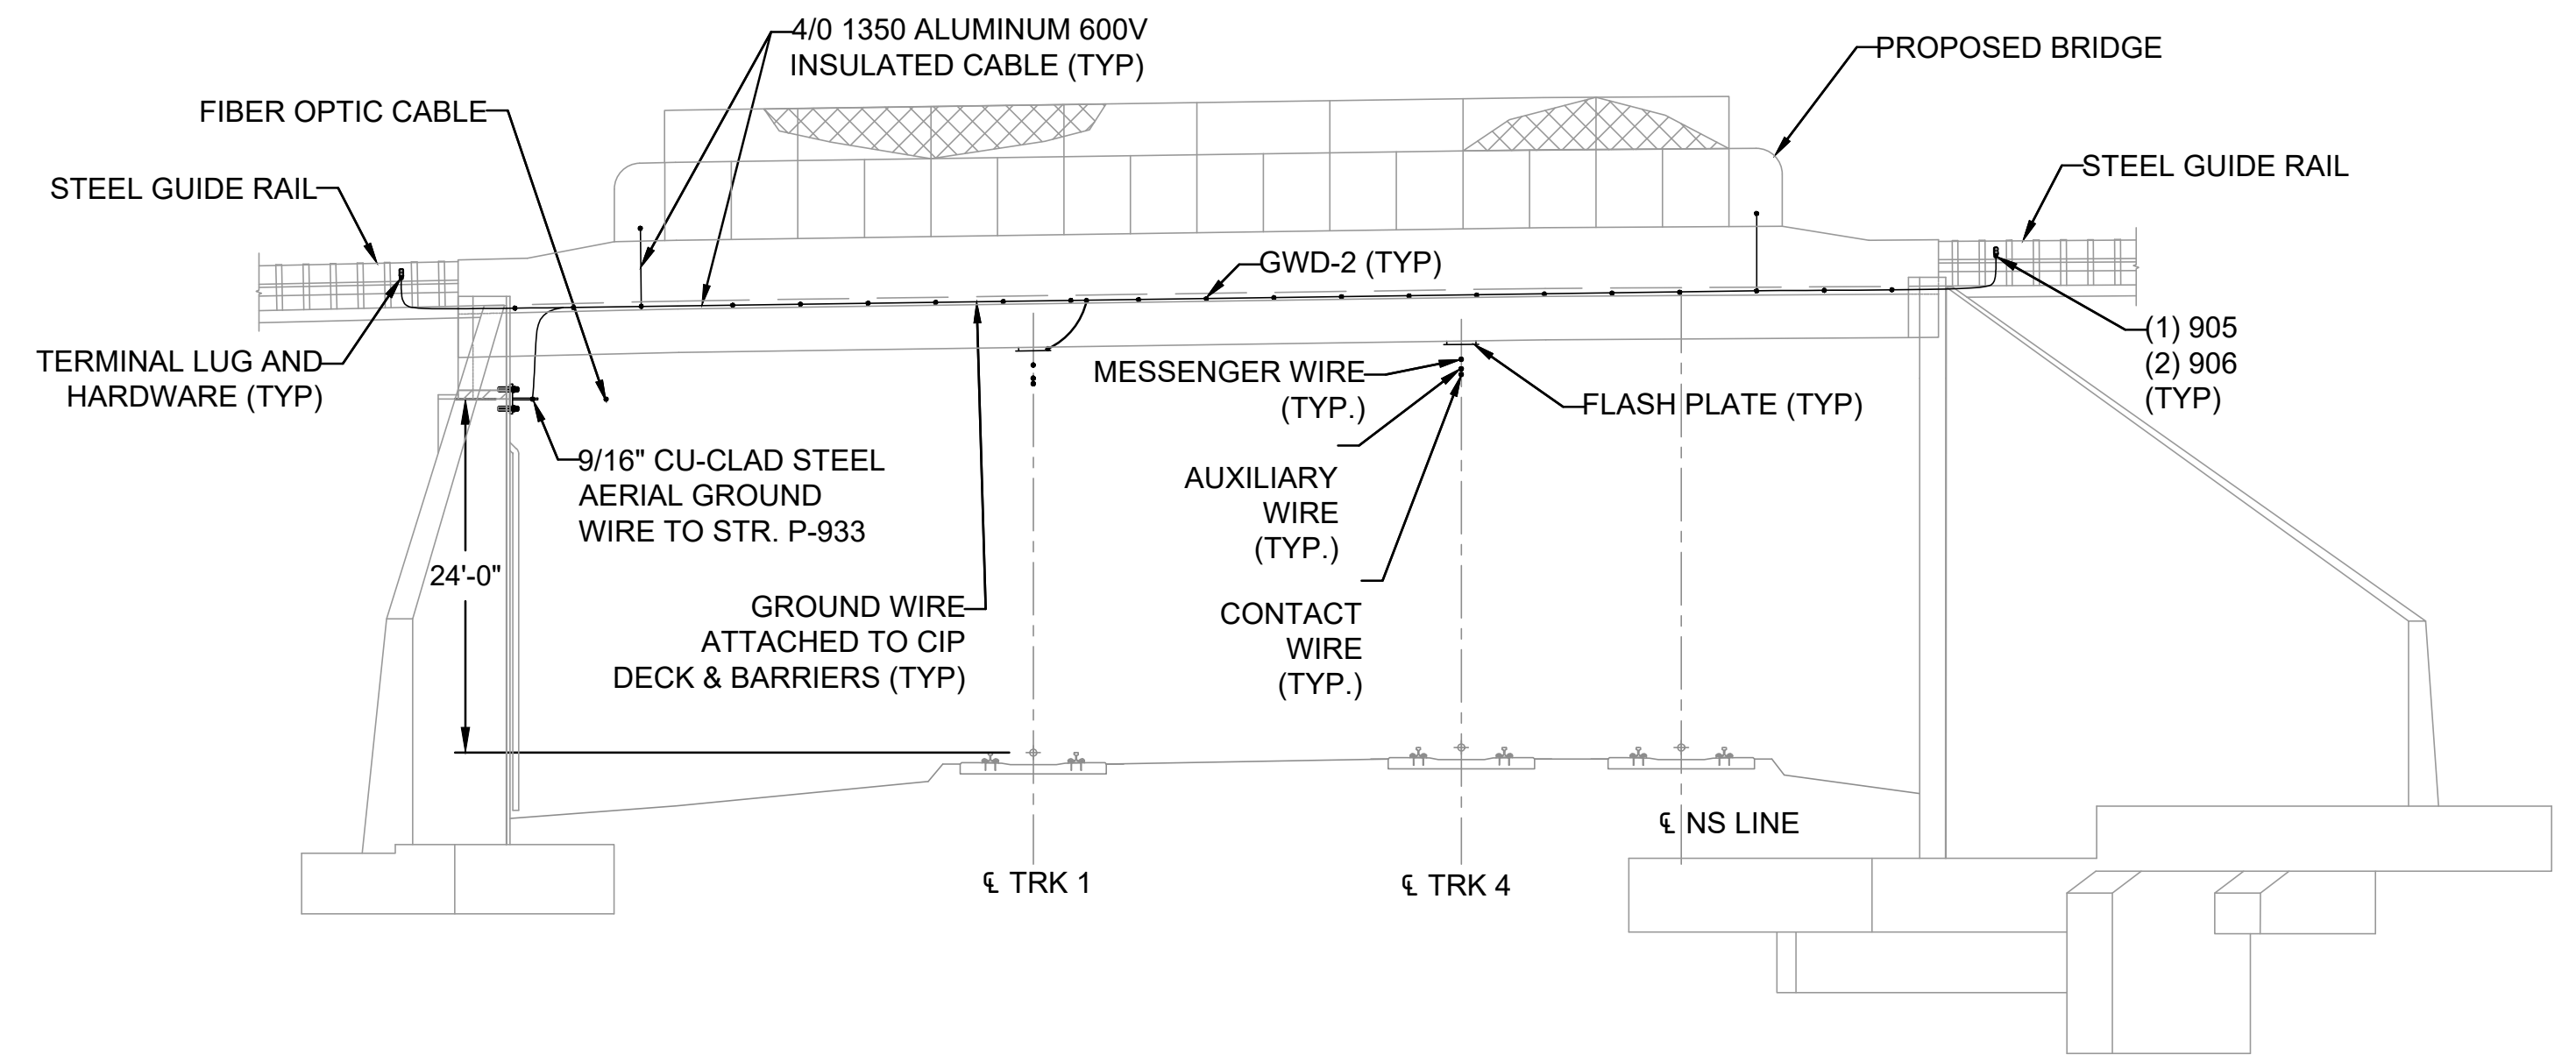 4/0 1350 ALUMINUM 600V
INSULATED CABLE (TYP)
PROPOSED BRIDGE
FIBER OPTIC CABLE
STEEL GUIDE RAIL
STEEL GUIDE RAIL
GWD-2 (TYP)
TERMINAL LUG AND
HARDWARE (TYP)
(1) 905
(2) 906
(TYP)
MESSENGER WIRE
(TYP.)
FLASH PLATE (TYP)
9/16" CU-CLAD STEEL
AERIAL GROUND
WIRE TO STR. P-933
AUXILIARY
WIRE
(TYP.)
24'-0"
GROUND WIRE
ATTACHED TO CIP
DECK & BARRIERS (TYP)
CONTACT
WIRE
(TYP.)
℄ NS LINE
℄ TRK 1
℄ TRK 4